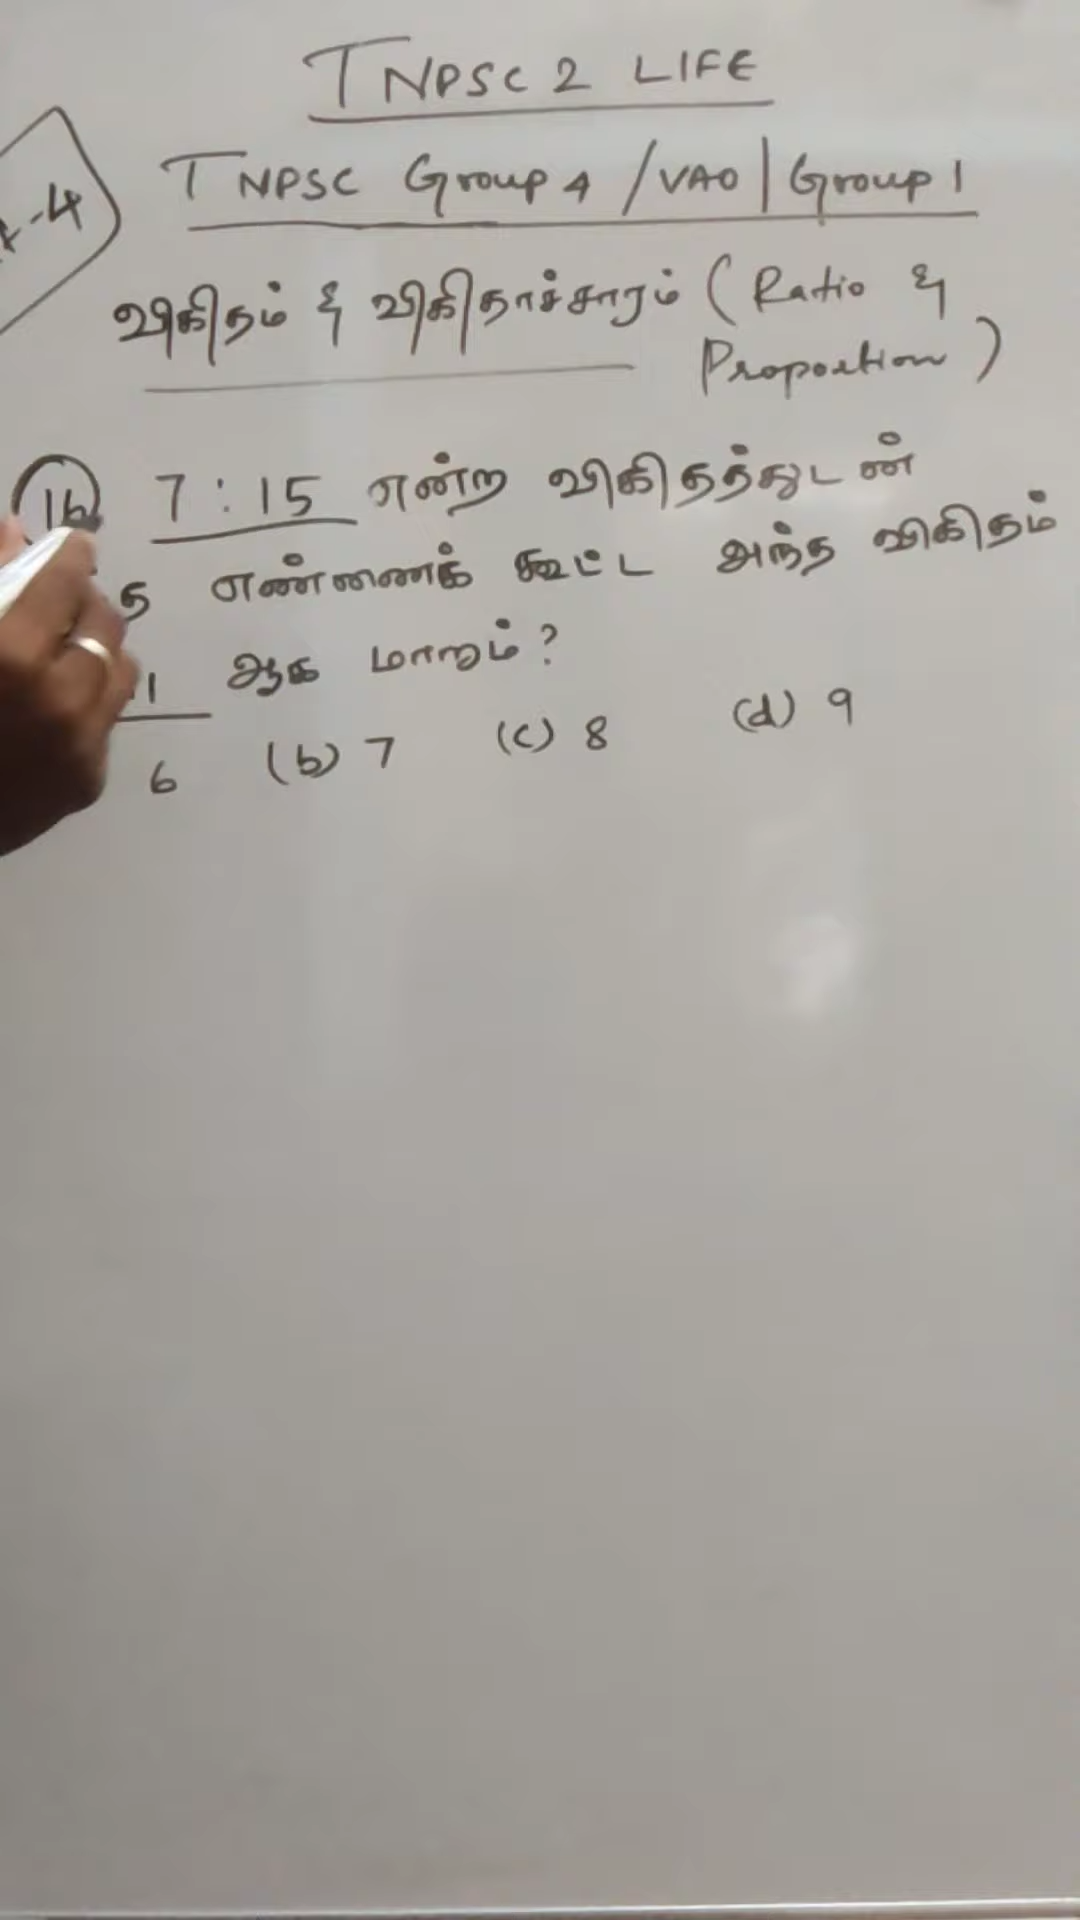 TNPSC 2 LIFE
-4
TNPSC Group 4 / VAO | Group 1
விகிதம் & விகிதாச்சாரம் (Ratio &
Proportion)
16 7 : 15 என்ற விகிதத்துடன்
எண்ணைக் கூட்ட அந்த விகிதம்
ஆக மாறும்?
6 (b) 7 (c) 8 (d) 9